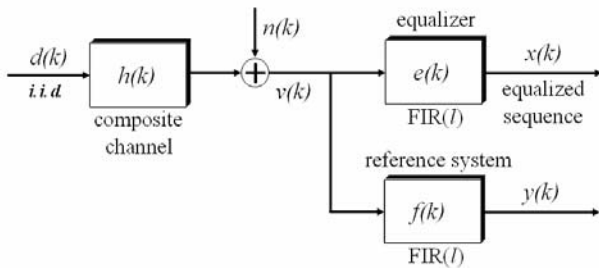 d(k)
i.i.d
h(k)
composite
channel
n(k)
+
v(k)
equalizer
e(k)
FIR(l)
x(k)
equalized
sequence
reference system
f(k)
FIR(l)
y(k)